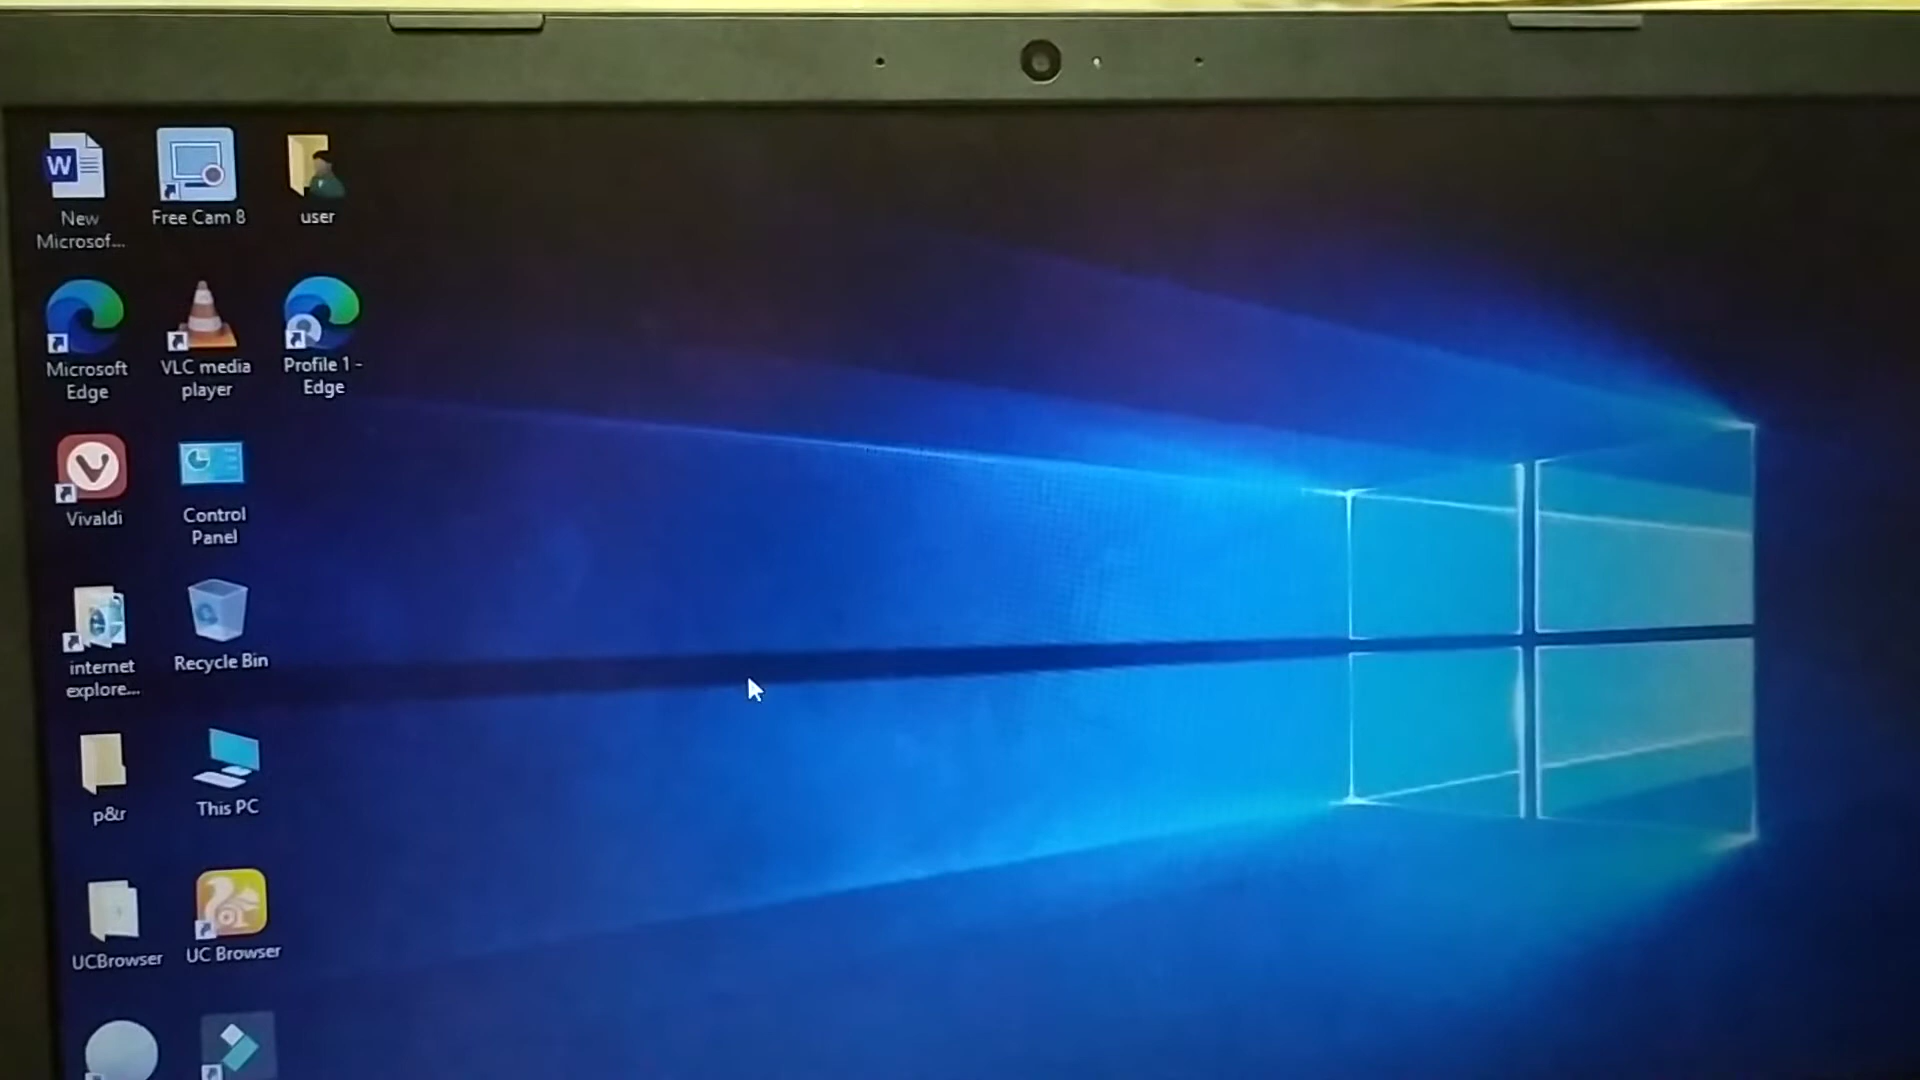 W
New
Microsof...
Free Cam 8
user
Microsoft
Edge
VLC media
player
Profile 1 -
Edge
Vivaldi
Control
Panel
internet
explore...
Recycle Bin
p&r
This PC
UCBrowser
UC Browser